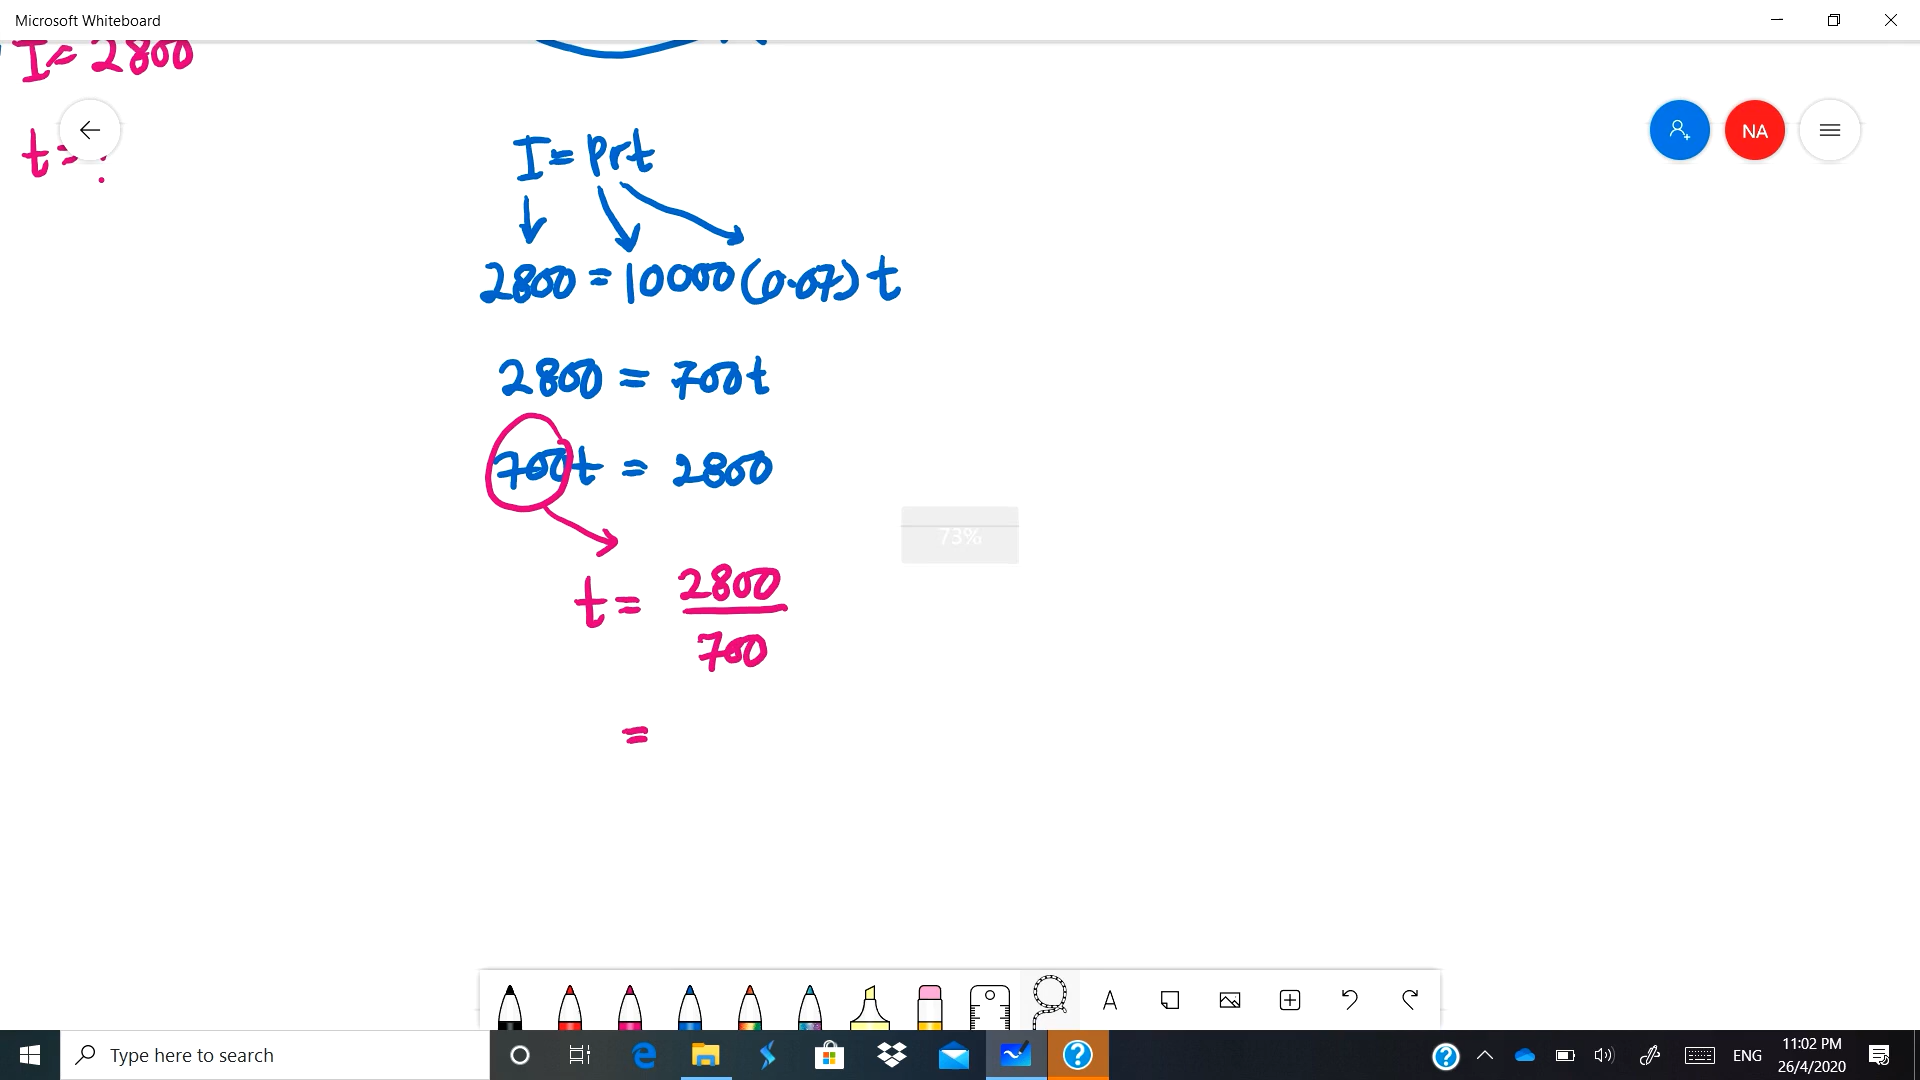 Microsoft Whiteboard
I = 2800
t = ?
NA
I = Prt
2800 = 10000 (0.07) t
2800 = 700t
700t = 2800
73%
t = 2800
700
=
Type here to search
ENG
11:02 PM
26/4/2020